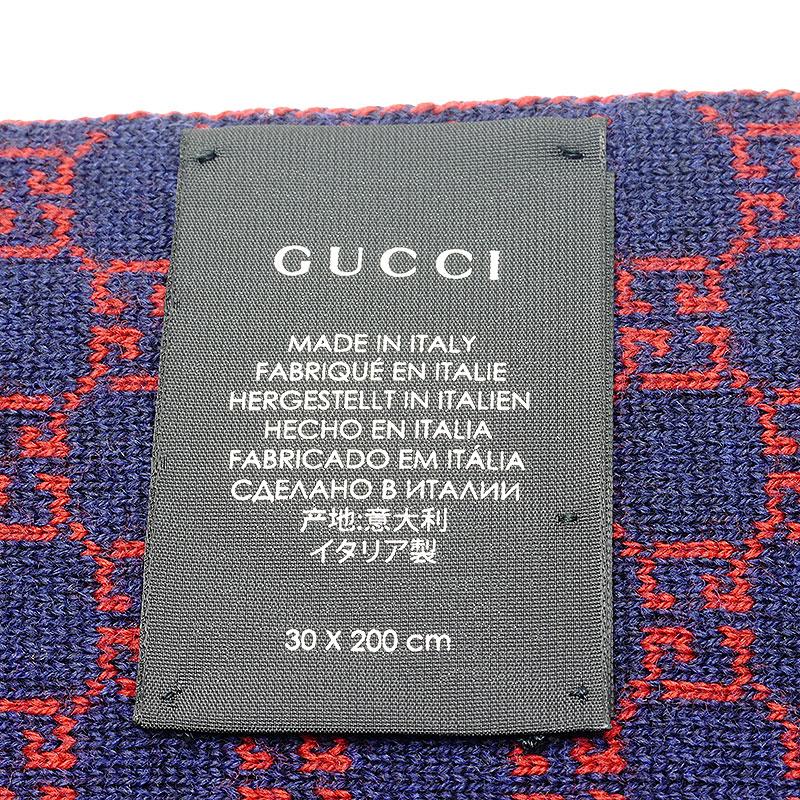 GUCCI
MADE IN ITALY
FABRIQUÉ EN ITALIE
HERGESTELLT IN ITALIEN
HECHO EN ITALIA
FABRICADO EM ITÁLIA
СДЕЛАНО В ИТАЛИИ
产地:意大利
イタリア製
30 X 200 cm